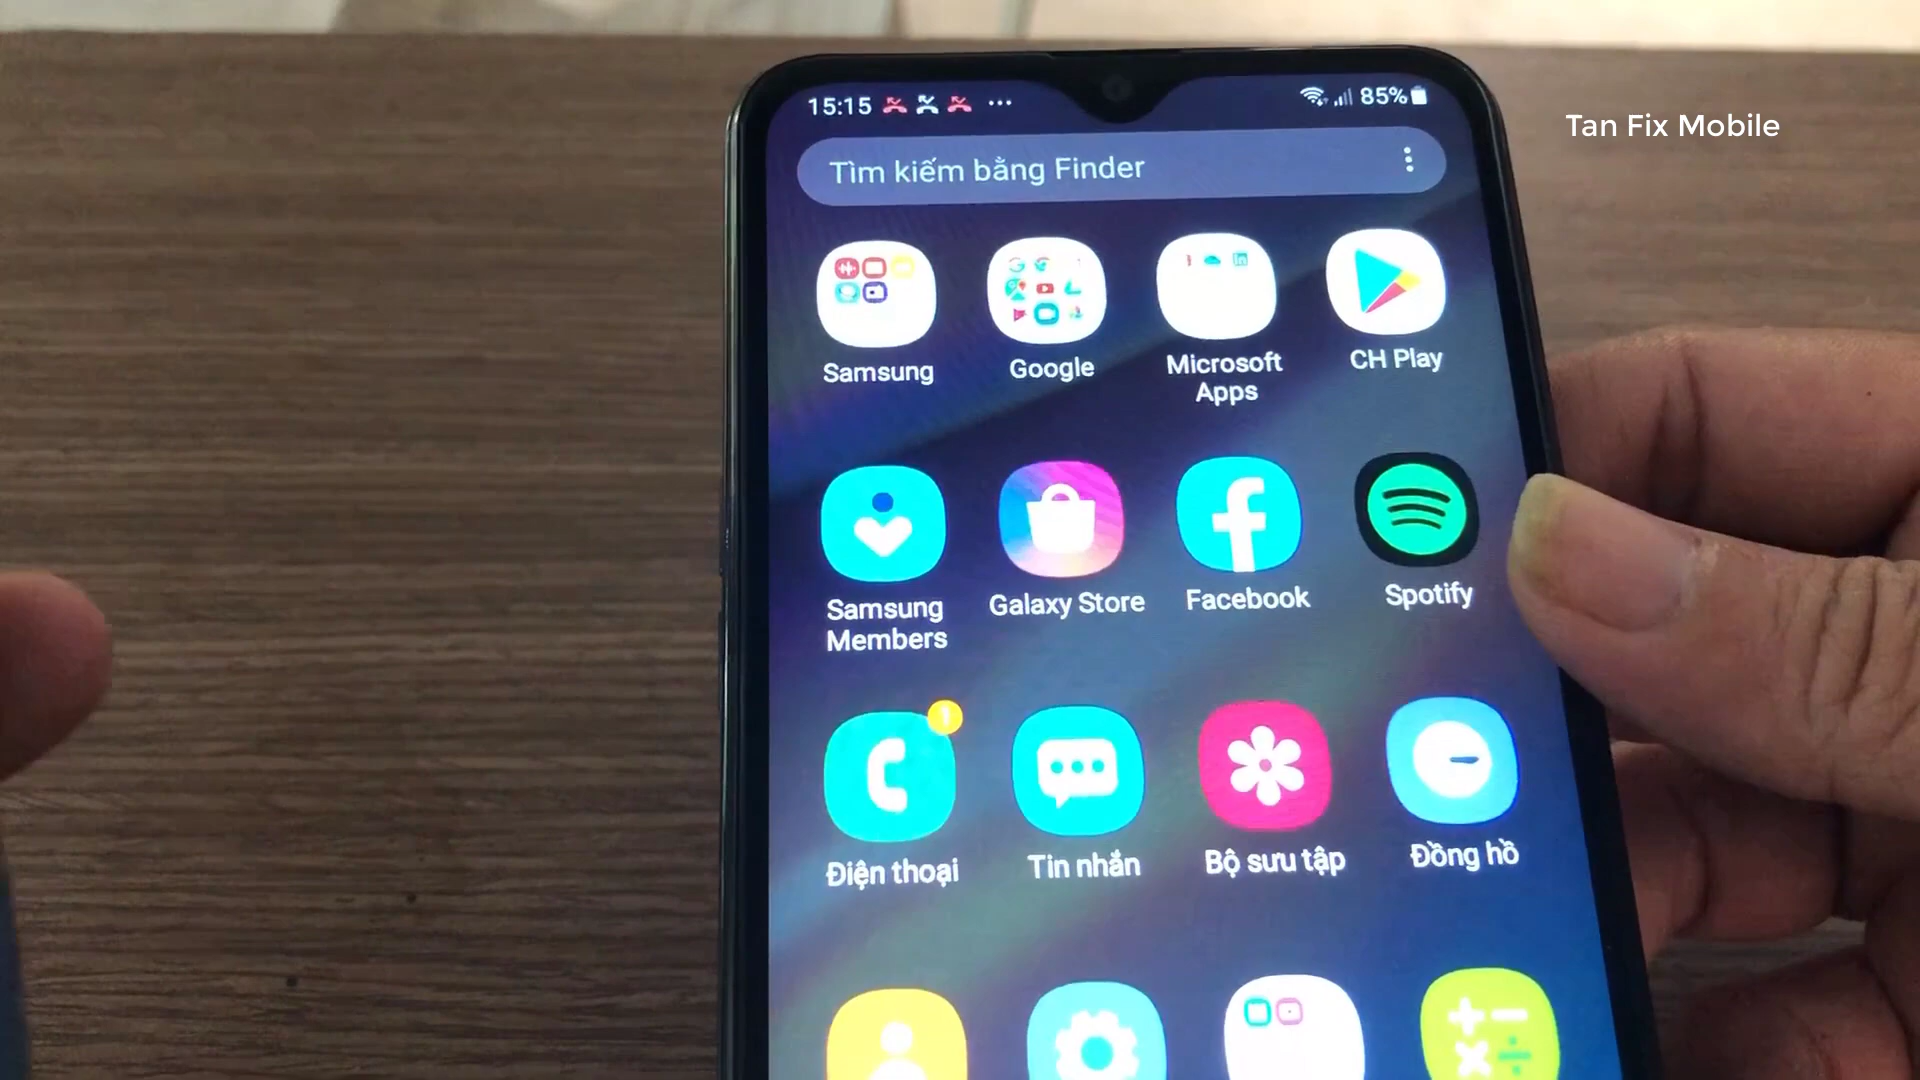 15:15
85%
Tan Fix Mobile
Tìm kiếm bằng Finder
Samsung
Google
Microsoft
Apps
CH Play
Samsung
Members
Galaxy Store
Facebook
Spotify
1
Điện thoại
Tin nhắn
Bộ sưu tập
Đồng hồ